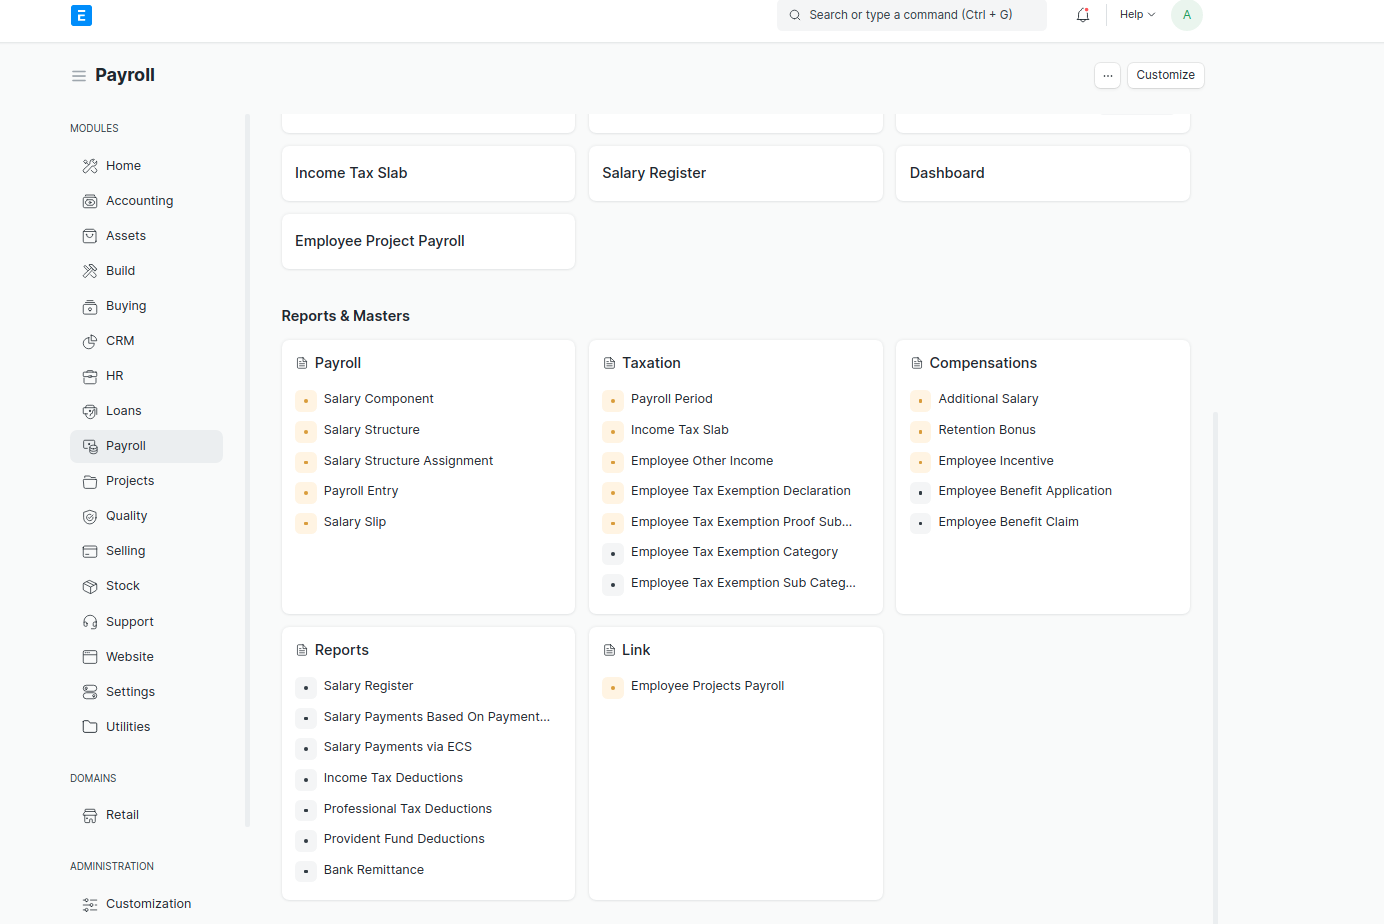 E
Search or type a command (Ctrl + G)
Help
A
Payroll
...
Customize
MODULES
Home
Accounting
Assets
Build
Buying
CRM
HR
Loans
Payroll
Projects
Quality
Selling
Stock
Support
Website
Settings
Utilities
DOMAINS
Retail
ADMINISTRATION
Customization
Income Tax Slab
Salary Register
Dashboard
Employee Project Payroll
Reports & Masters
Payroll
Salary Component
Salary Structure
Salary Structure Assignment
Payroll Entry
Salary Slip
Taxation
Payroll Period
Income Tax Slab
Employee Other Income
Employee Tax Exemption Declaration
Employee Tax Exemption Proof Sub...
Employee Tax Exemption Category
Employee Tax Exemption Sub Categ...
Compensations
Additional Salary
Retention Bonus
Employee Incentive
Employee Benefit Application
Employee Benefit Claim
Reports
Salary Register
Salary Payments Based On Payment...
Salary Payments via ECS
Income Tax Deductions
Professional Tax Deductions
Provident Fund Deductions
Bank Remittance
Link
Employee Projects Payroll